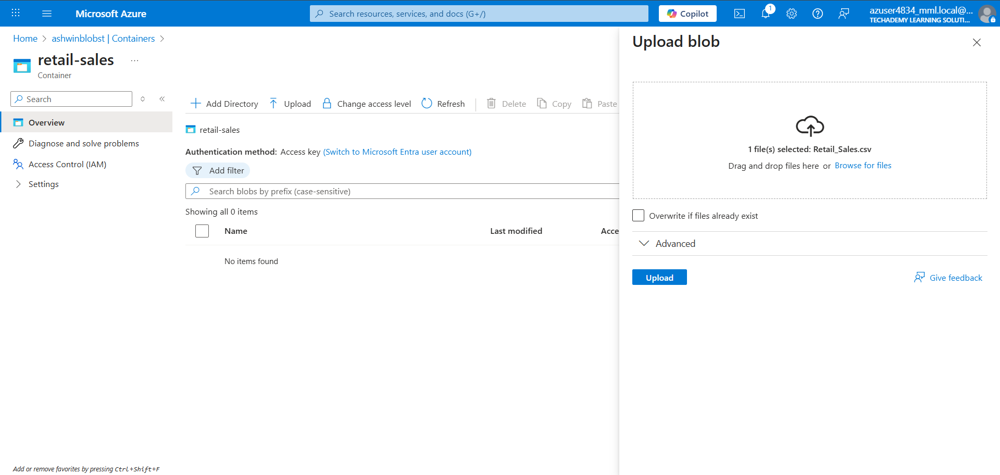 Microsoft Azure
Search resources, services, and docs (G+/)
Copilot
1
azuser4834_mml.local@...
TECHADEMY LEARNING SOLUTI...
Home > ashwinblobst | Containers >
retail-sales ...
Container
Search
Overview
Diagnose and solve problems
Access Control (IAM)
Settings
Add or remove favorites by pressing Ctrl+Shift+F
Add Directory Upload Change access level Refresh Delete Copy Paste
retail-sales
Authentication method: Access key (Switch to Microsoft Entra user account)
Add filter
Search blobs by prefix (case-sensitive)
Showing all 0 items
Name Last modified Acce
No items found
Upload blob
1 file(s) selected: Retail_Sales.csv
Drag and drop files here or Browse for files
Overwrite if files already exist
Advanced
Upload
Give feedback